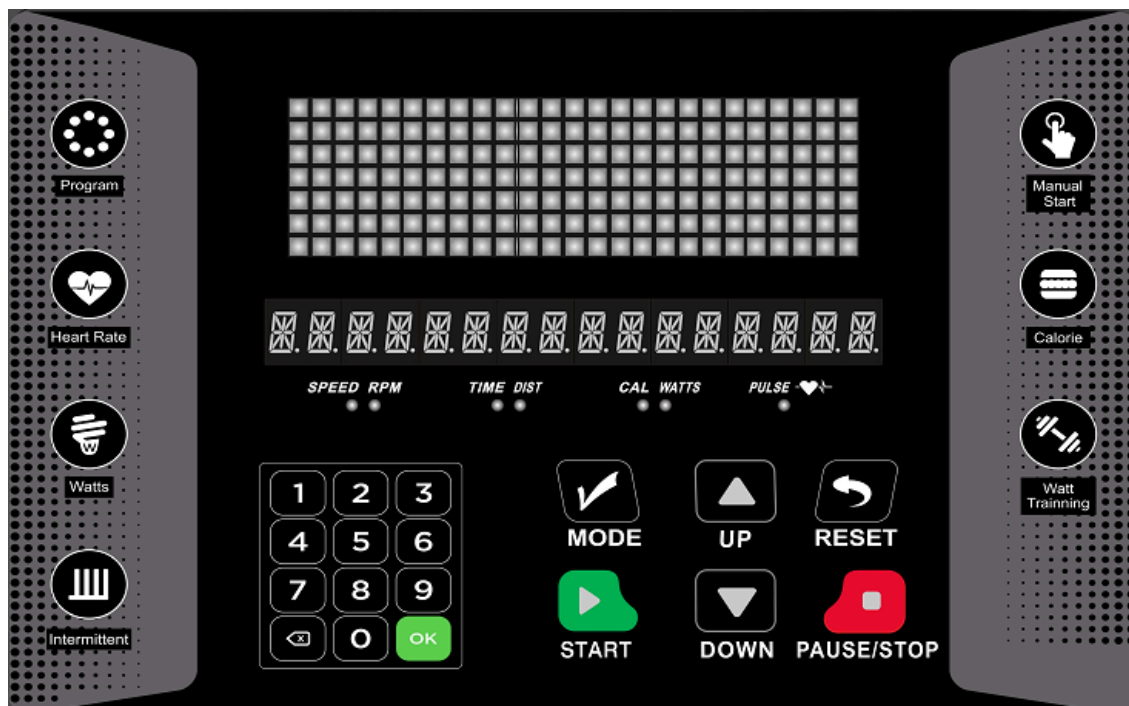 Program
Manual
Start
Heart Rate
Calorie
SPEED RPM
TIME DIST
CAL WATTS
PULSE
W
Watts
Watt
Trainning
1 2 3
4 5 6
7 8 9
0 OK
MODE
UP
RESET
START
DOWN
PAUSE/STOP
Intermittent